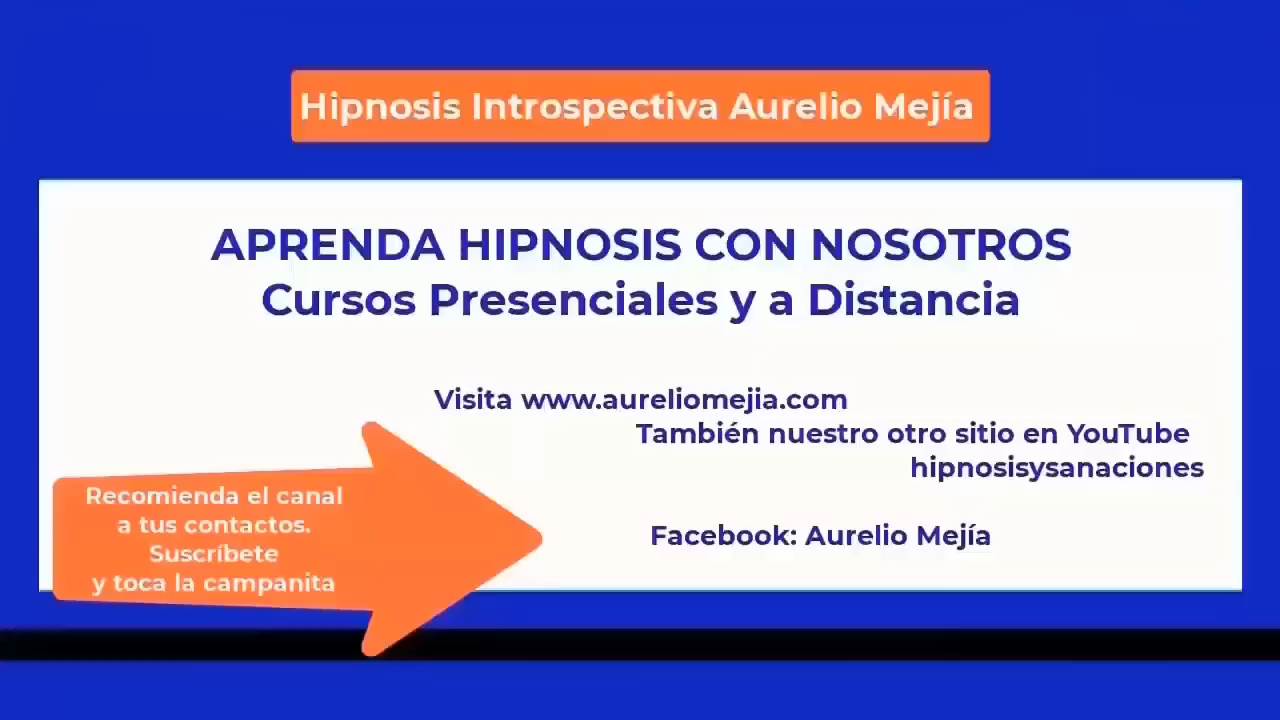 Hipnosis Introspectiva Aurelio Mejía
APRENDA HIPNOSIS CON NOSOTROS
Cursos Presenciales y a Distancia
Visita www.aureliomejia.com
También nuestro otro sitio en YouTube
hipnosisysanaciones
Facebook: Aurelio Mejía
Recomienda el canal
a tus contactos.
Suscríbete
y toca la campanita